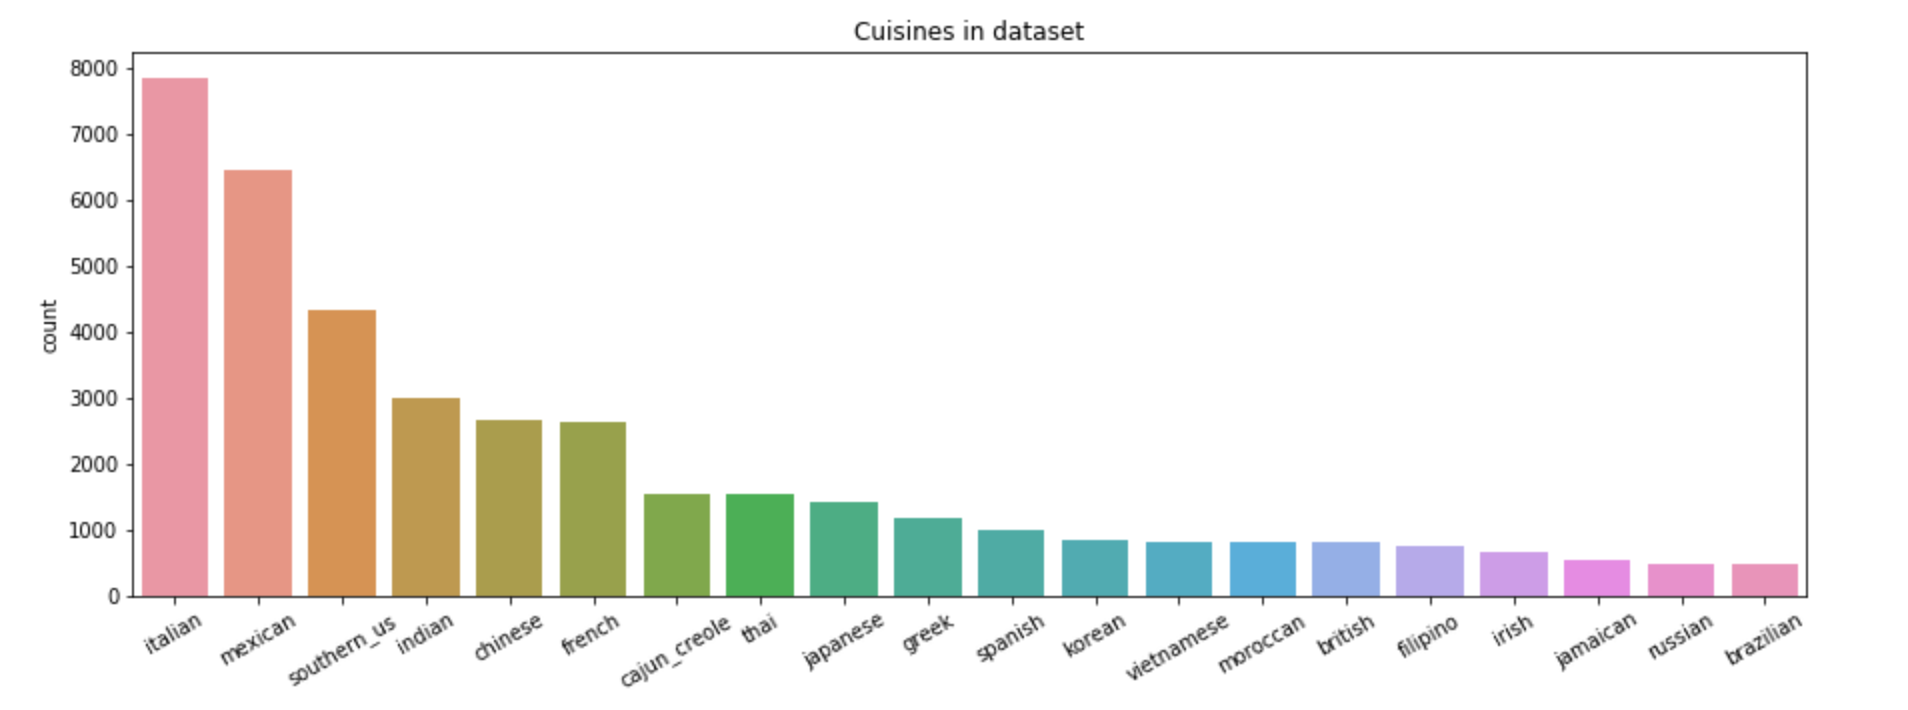 Cuisines in dataset
8000
7000
6000
5000
4000
3000
2000
1000
0
count
italian
mexican
southern_us
indian
chinese
french
cajun_creole
thai
japanese
greek
spanish
korean
vietnamese
moroccan
british
filipino
irish
jamaican
russian
brazilian